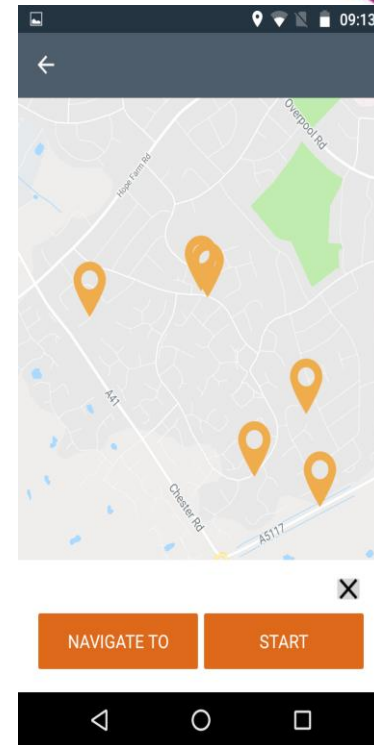 09:13
Overpool Rd
Hope Farm Rd
A41
Chester Rd
A5117
NAVIGATE TO
START